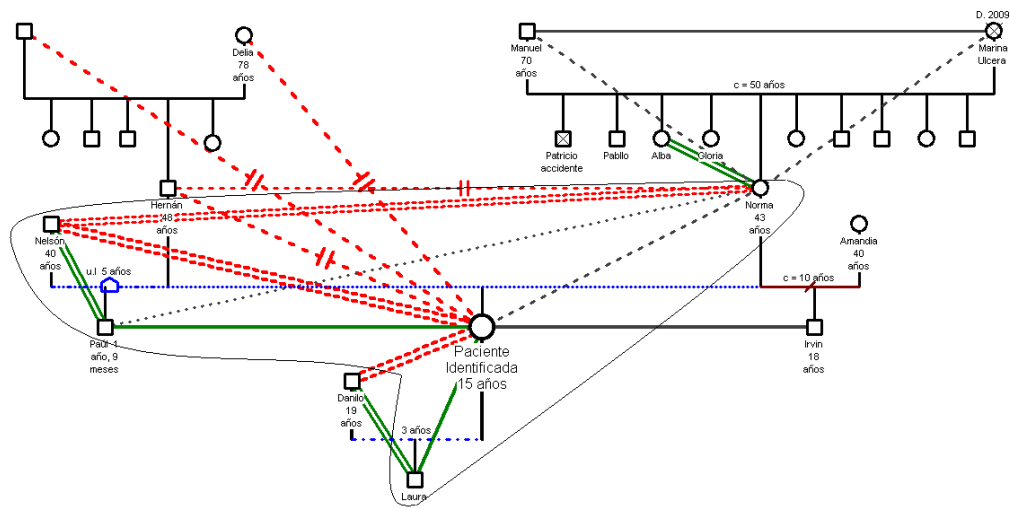 D. 2009
Delia
78
años
Manuel
70
años
Marina
Ulcera
c = 50 años
Patricio
accidente
Pabllo
Alba
Gloria
Hernán
48
años
Norma
43
años
Nelson
40
años
Amandia
40
años
u.l 5 años
c = 10 años
Paúl 1
año, 9
meses
Paciente
Identificada
15 años
Irvin
18
años
Danilo
19
años
3 años
Laura